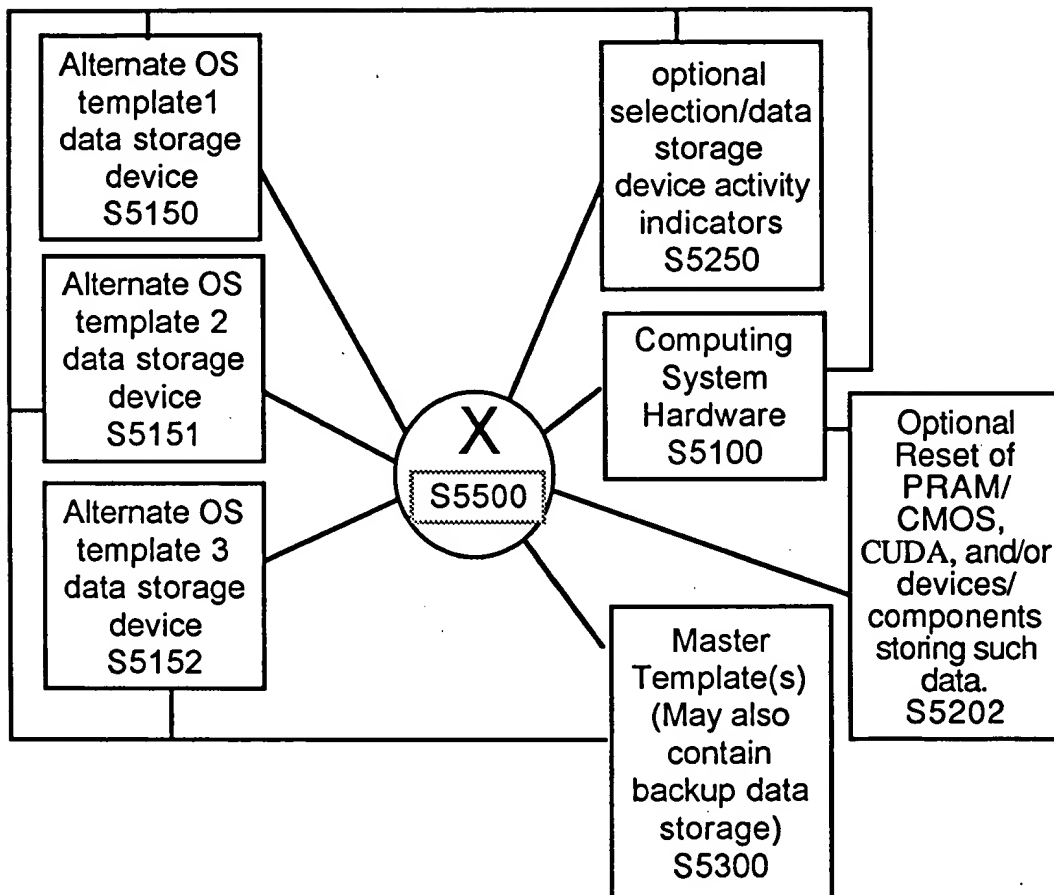 Alternate OS
template1
data storage
device
S5150
optional
selection/data
storage
device activity
indicators
S5250
Alternate OS
template 2
data storage
device
S5151
Computing
System
Hardware
S5100
X
S5500
Optional
Reset of
PRAM/
CMOS,
CUDA, and/or
devices/
components
storing such
data.
S5202
Alternate OS
template 3
data storage
device
S5152
Master
Template(s)
(May also
contain
backup data
storage)
S5300